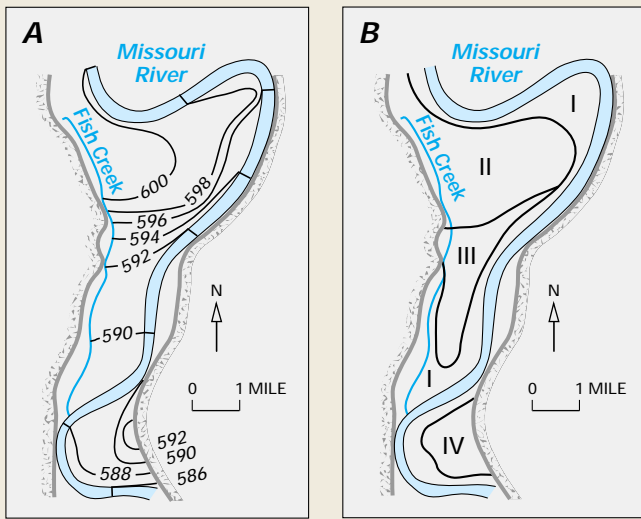 A
Missouri
River
Fish Creek
600
598
596
594
592
590
N
0 1 MILE
592
590
588
586
B
Missouri
River
I
Fish Creek
II
III
N
0 1 MILE
I
IV